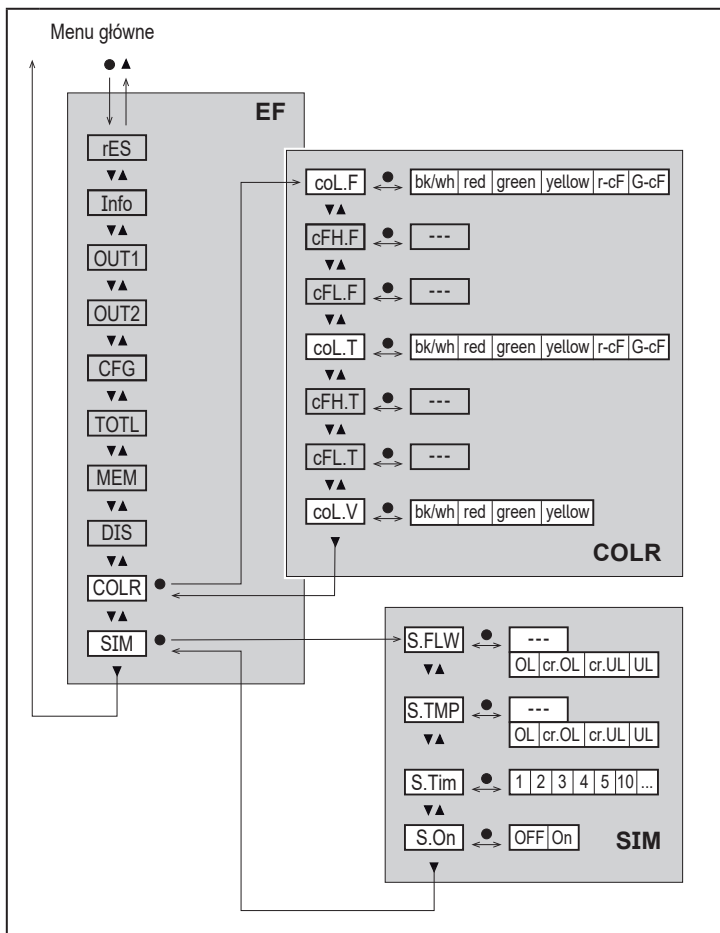 Menu główne
EF
rES
Info
OUT1
OUT2
CFG
TOTL
MEM
DIS
COLR
SIM
coL.F bk/wh red green yellow r-cF G-cF
cFH.F ---
cFL.F ---
coL.T bk/wh red green yellow r-cF G-cF
cFH.T ---
cFL.T ---
coL.V bk/wh red green yellow
COLR
S.FLW ---
OL cr.OL cr.UL UL
S.TMP ---
OL cr.OL cr.UL UL
S.Tim 1 2 3 4 5 10 ...
S.On OFF On
SIM